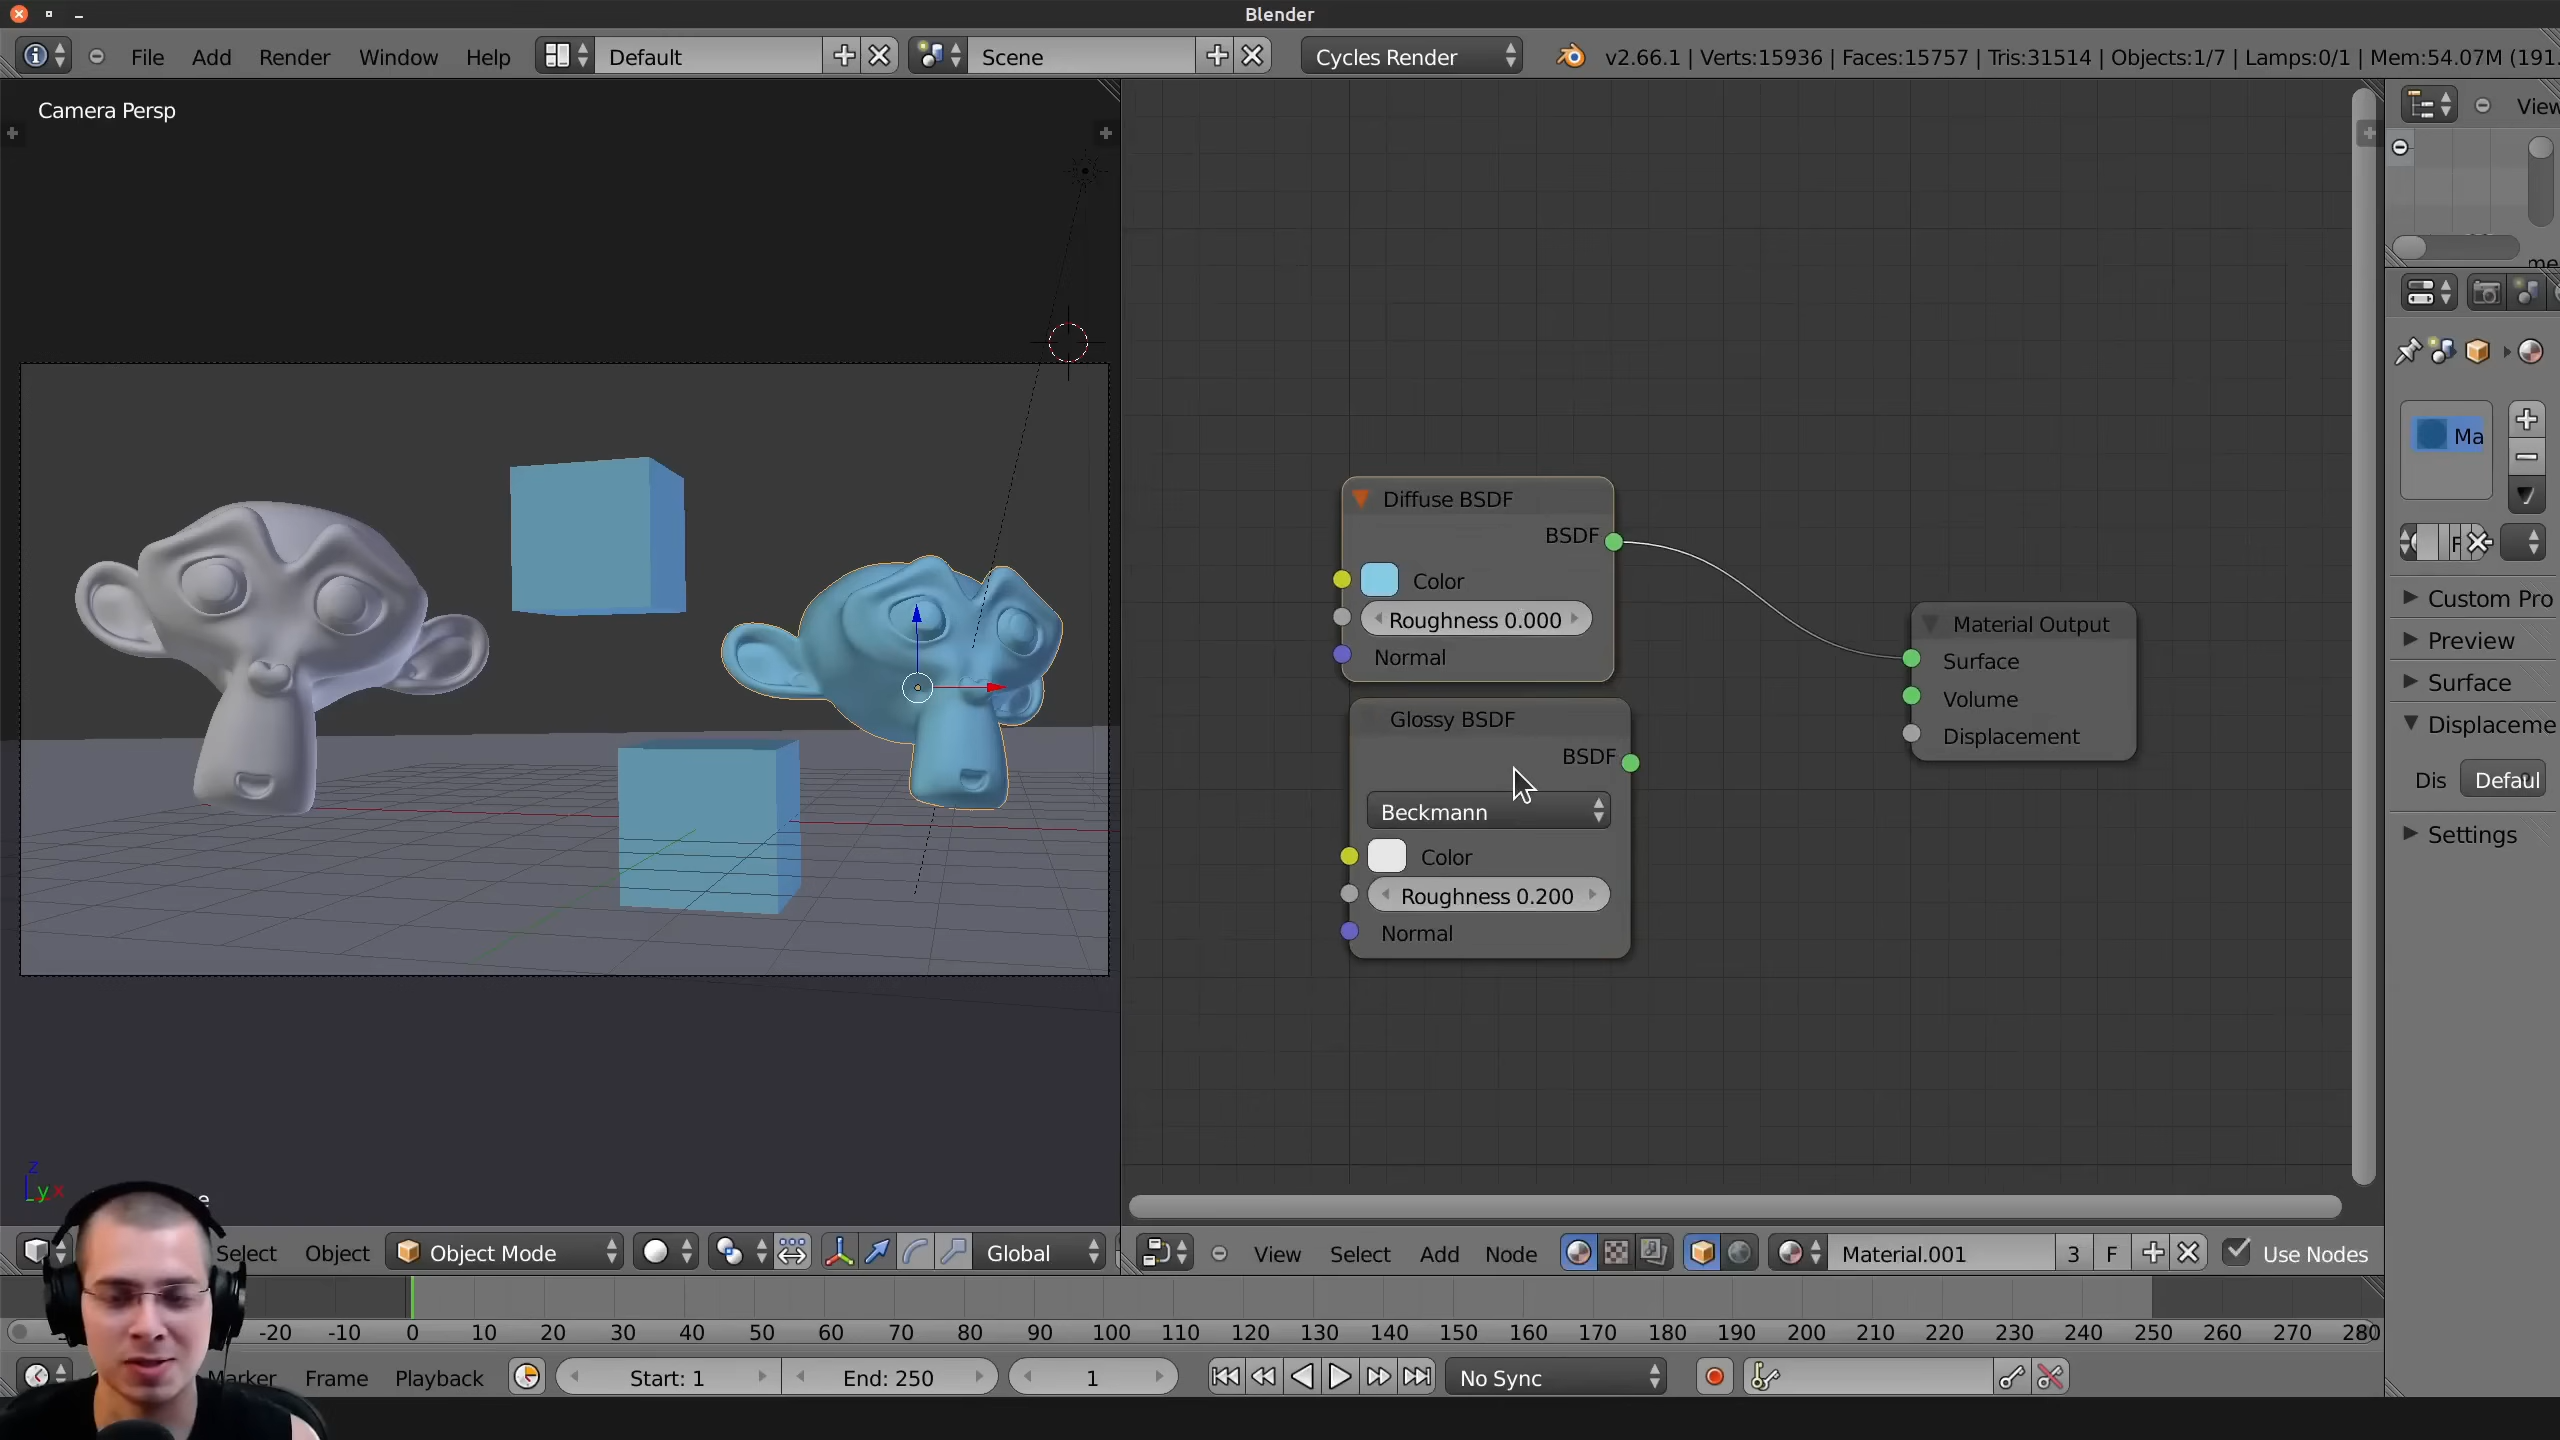 Blender
File Add Render Window Help Default Scene Cycles Render v2.66.1 | Verts:15936 | Faces:15757 | Tris:31514 | Objects:1/7 | Lamps:0/1 | Mem:54.07M (191.
Camera Persp
View
Diffuse BSDF
BSDF
Color
Roughness 0.000
Normal
Glossy BSDF
BSDF
Beckmann
Color
Roughness 0.200
Normal
Material Output
Surface
Volume
Displacement
Ma
F
Custom Pro
Preview
Surface
Displaceme
Dis Defaul
Settings
z
y x
e
Select Object Object Mode Global
View Select Add Node Material.001 3 F Use Nodes
-20 -10 0 10 20 30 40 50 60 70 80 90 100 110 120 130 140 150 160 170 180 190 200 210 220 230 240 250 260 270 280
Marker Frame Playback Start: 1 End: 250 1 No Sync